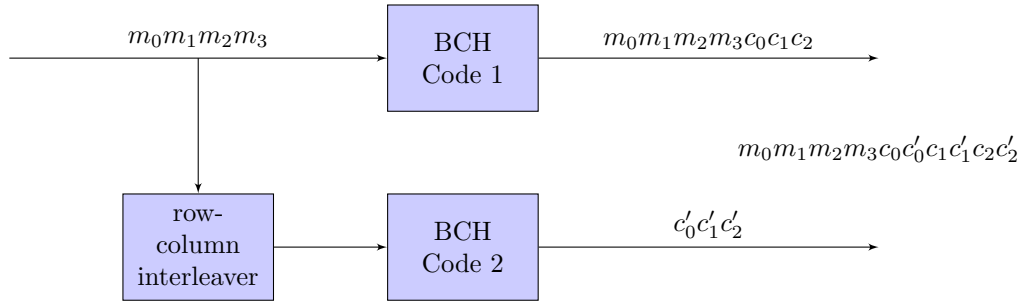 m₀m₁m₂m₃
BCH
Code 1
m₀m₁m₂m₃c₀c₁c₂
m₀m₁m₂m₃c₀c′₀c₁c′₁c₂c′₂
row-
column
interleaver
BCH
Code 2
c′₀c′₁c′₂